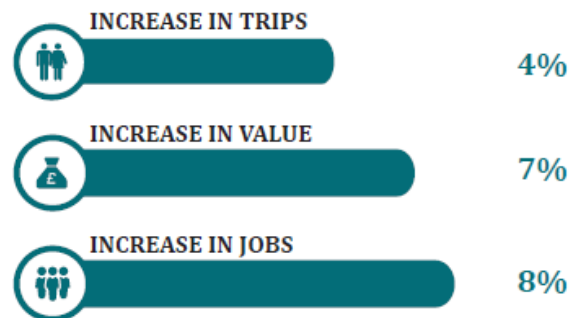 INCREASE IN TRIPS
4%
INCREASE IN VALUE
£
7%
INCREASE IN JOBS
8%